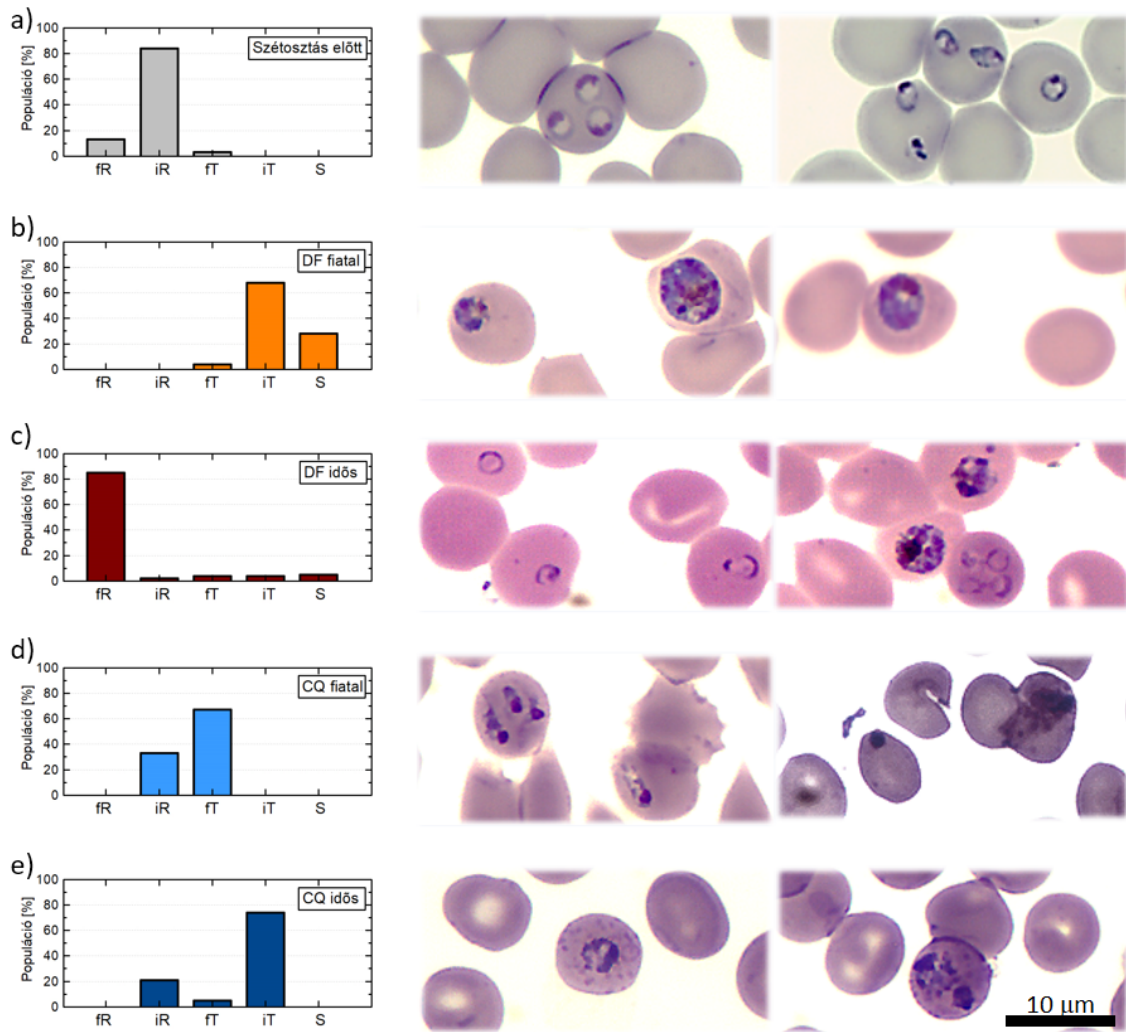 a)
Szétosztás előtt
Populáció [%]
100
80
60
40
20
0
fR iR fT iT S
b)
DF fiatal
Populáció [%]
100
80
60
40
20
0
fR iR fT iT S
c)
DF idős
Populáció [%]
100
80
60
40
20
0
fR iR fT iT S
d)
CQ fiatal
Populáció [%]
100
80
60
40
20
0
fR iR fT iT S
e)
CQ idős
Populáció [%]
100
80
60
40
20
0
fR iR fT iT S
10 µm